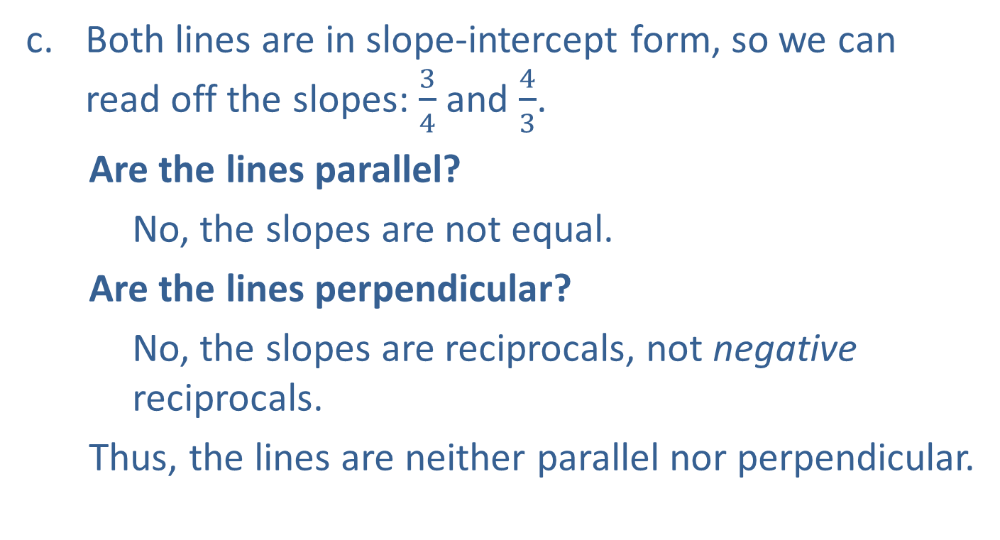 c. Both lines are in slope-intercept form, so we can
read off the slopes: 3/4 and 4/3.
Are the lines parallel?
No, the slopes are not equal.
Are the lines perpendicular?
No, the slopes are reciprocals, not negative
reciprocals.
Thus, the lines are neither parallel nor perpendicular.